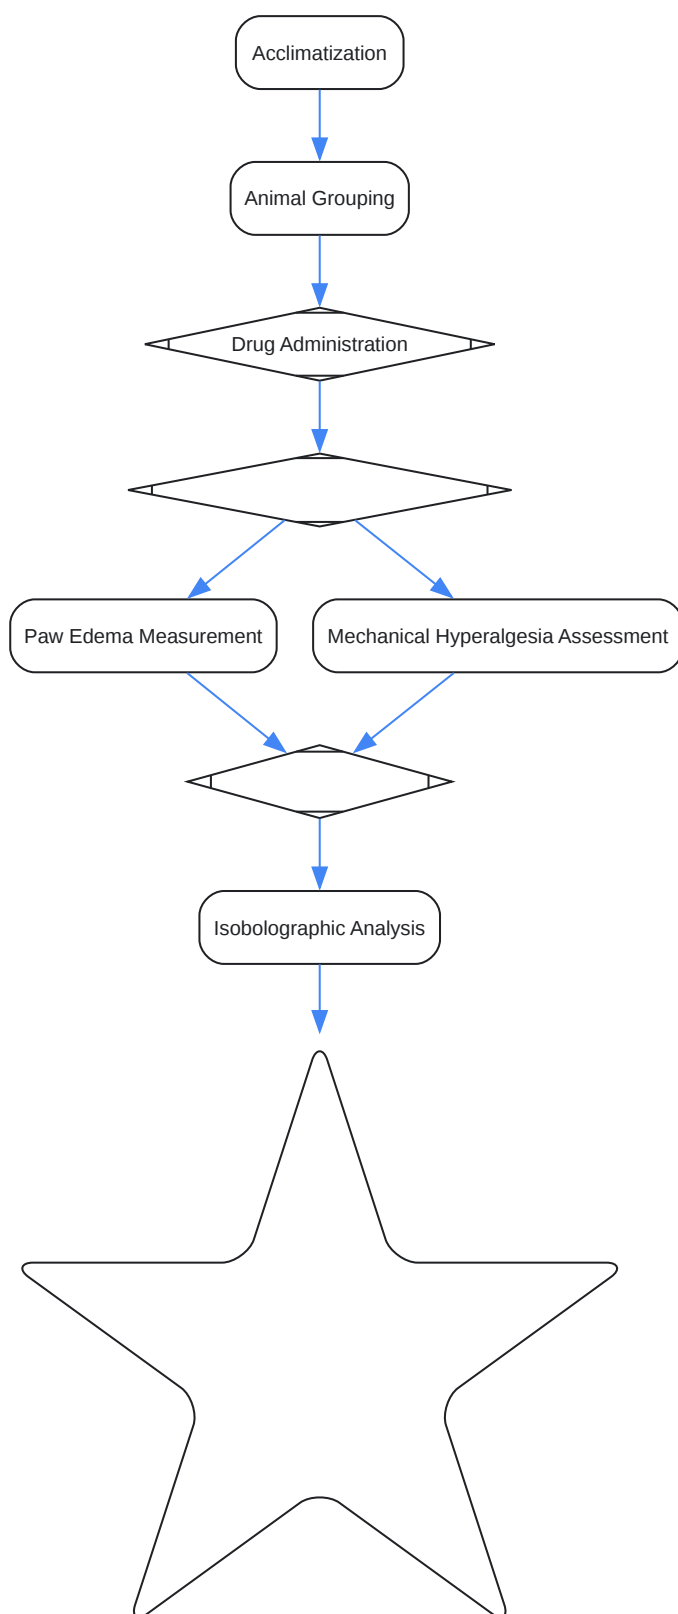 Acclimatization
Animal Grouping
Drug Administration
Paw Edema Measurement
Mechanical Hyperalgesia Assessment
Isobolographic Analysis